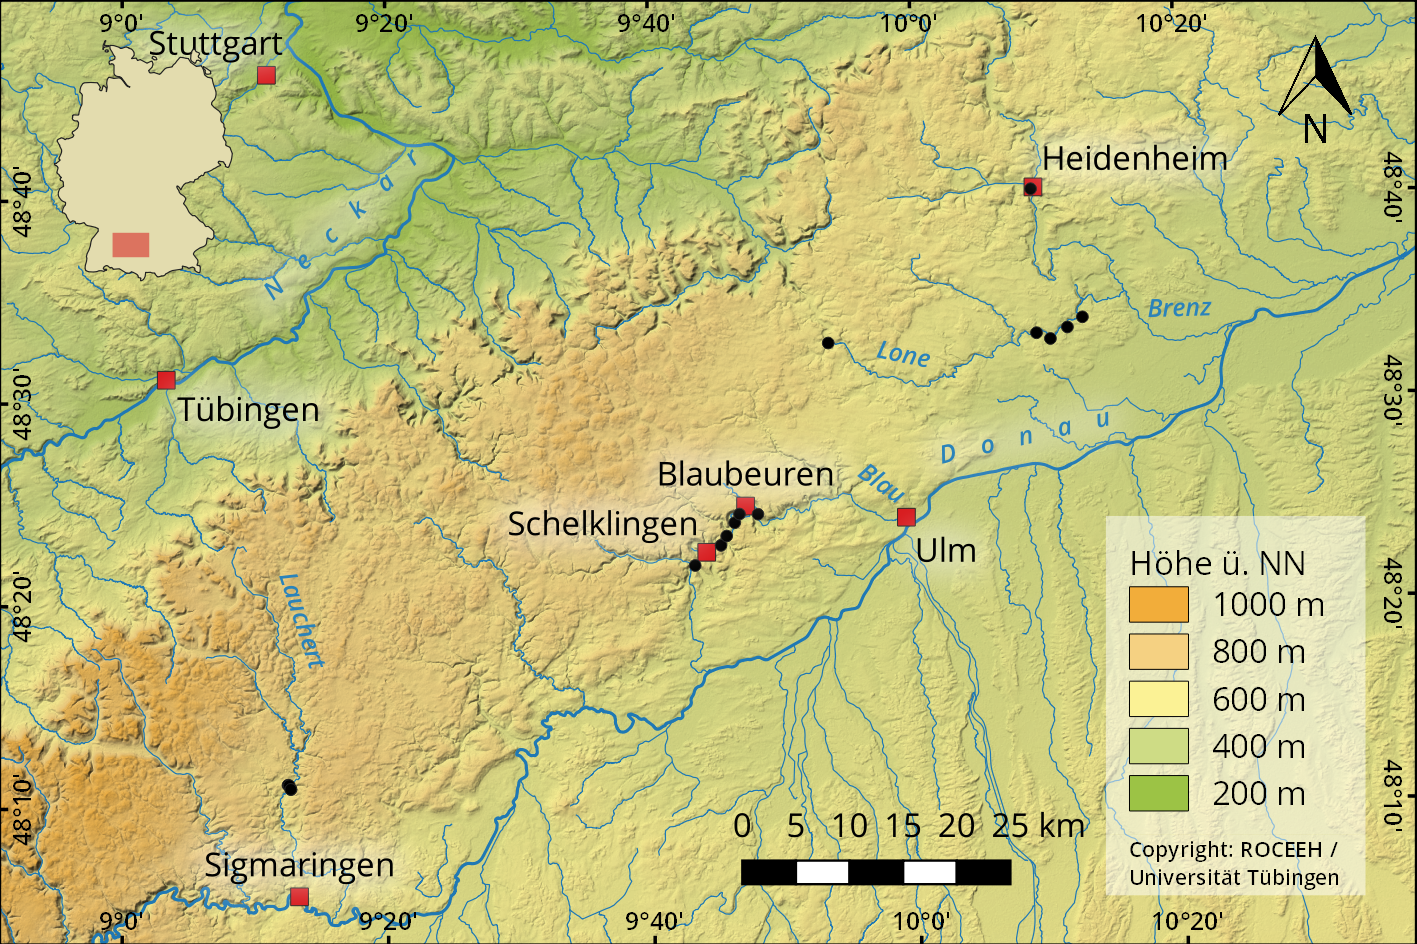 9°0'
9°20'
9°40'
10°0'
10°20'
Stuttgart
N
Heidenheim
48°40'
48°40'
Neckar
Brenz
Lone
48°30'
48°30'
Tübingen
Donau
Blaubeuren
Blau
Schelklingen
Ulm
Lauchert
48°20'
48°20'
Höhe ü. NN
1000 m
800 m
600 m
400 m
200 m
48°10'
48°10'
0 5 10 15 20 25 km
Copyright: ROCEEH /
Universität Tübingen
Sigmaringen
9°0'
9°20'
9°40'
10°0'
10°20'